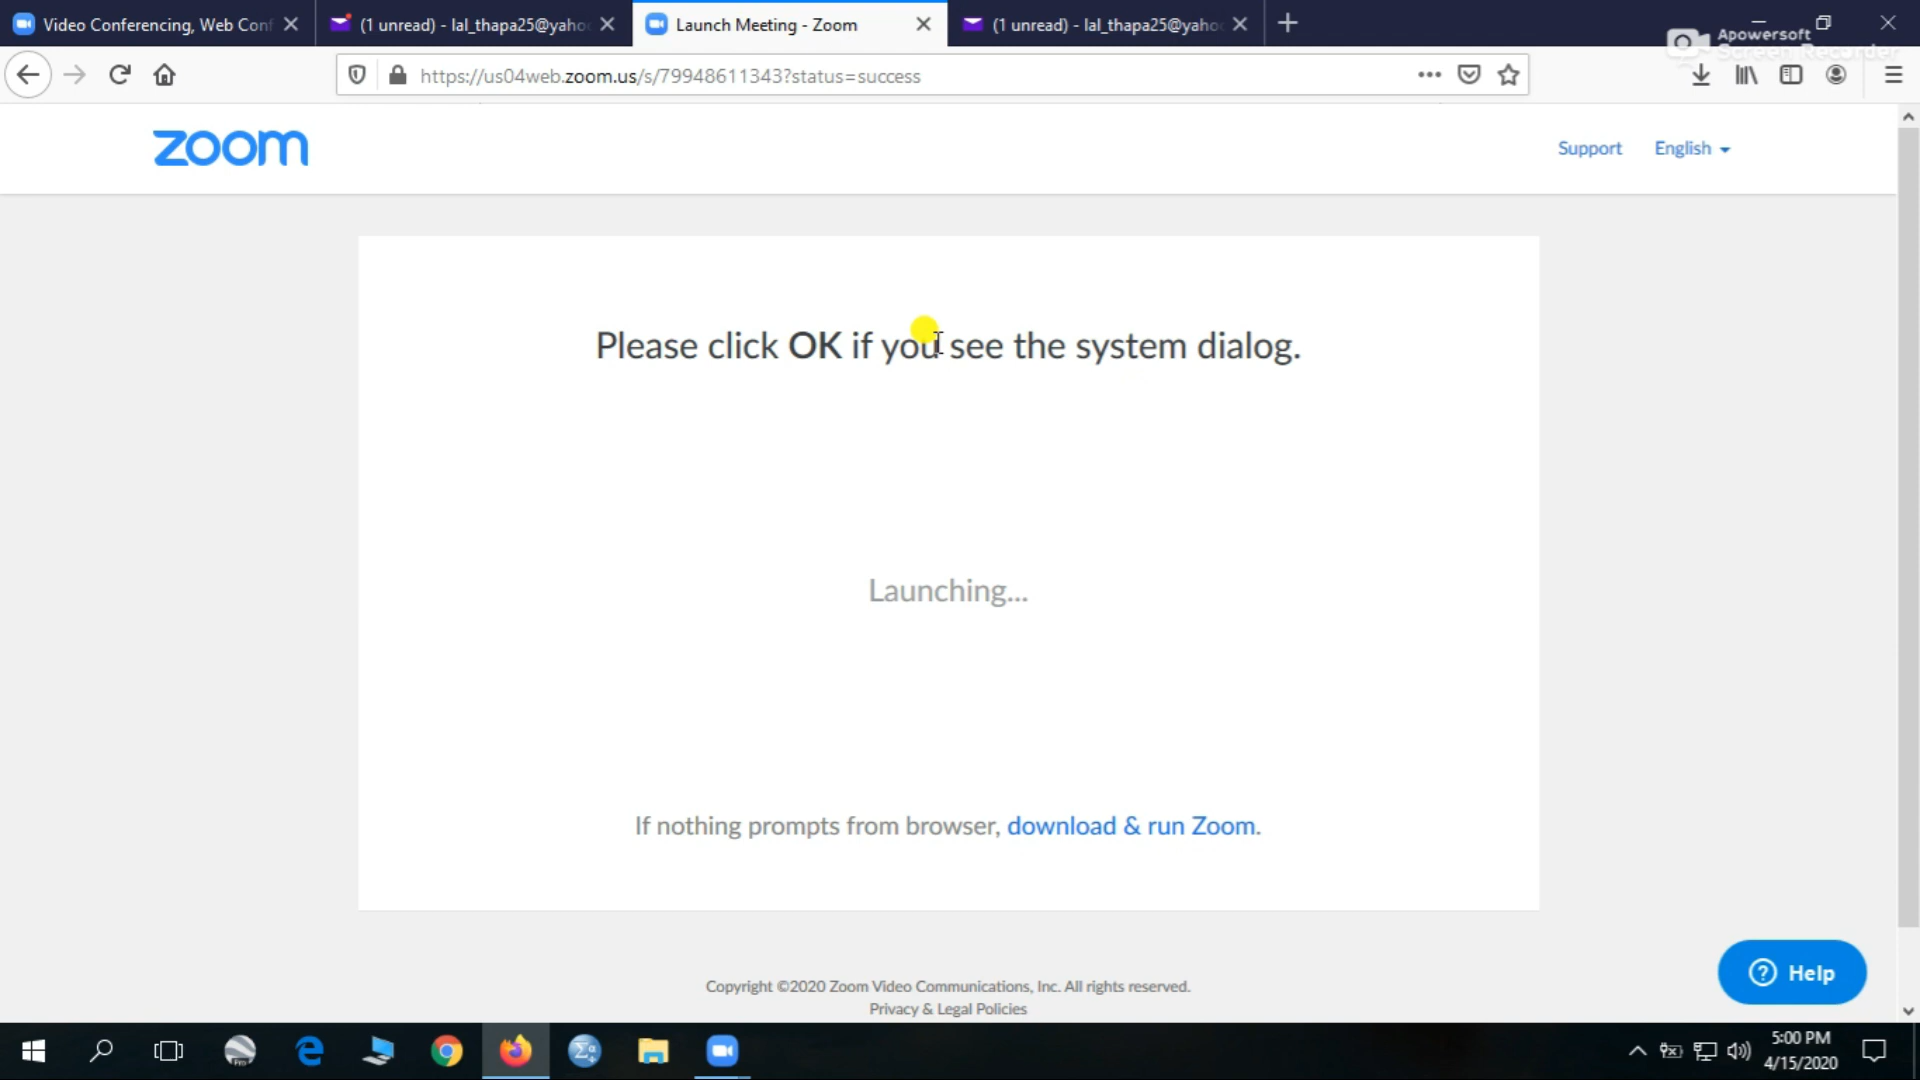 Video Conferencing, Web Conf
(1 unread) - lal_thapa25@yaho
Launch Meeting - Zoom
(1 unread) - lal_thapa25@yaho
Apowersoft
Screen Recorder
https://us04web.zoom.us/s/79948611343?status=success
zoom
Support
English
Please click OK if you see the system dialog.
Launching...
If nothing prompts from browser, download & run Zoom.
Help
Copyright ©2020 Zoom Video Communications, Inc. All rights reserved.
Privacy & Legal Policies
Pro
5:00 PM
4/15/2020